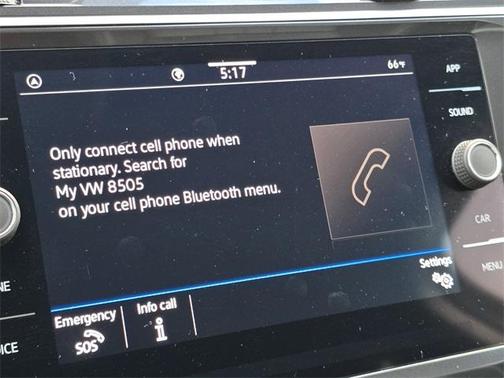 5:17
66°F
APP
SOUND
CAR
MENU
Only connect cell phone when
stationary. Search for
My VW 8505
on your cell phone Bluetooth menu.
Settings
Emergency
SOS
Info call
i
NE
ICE